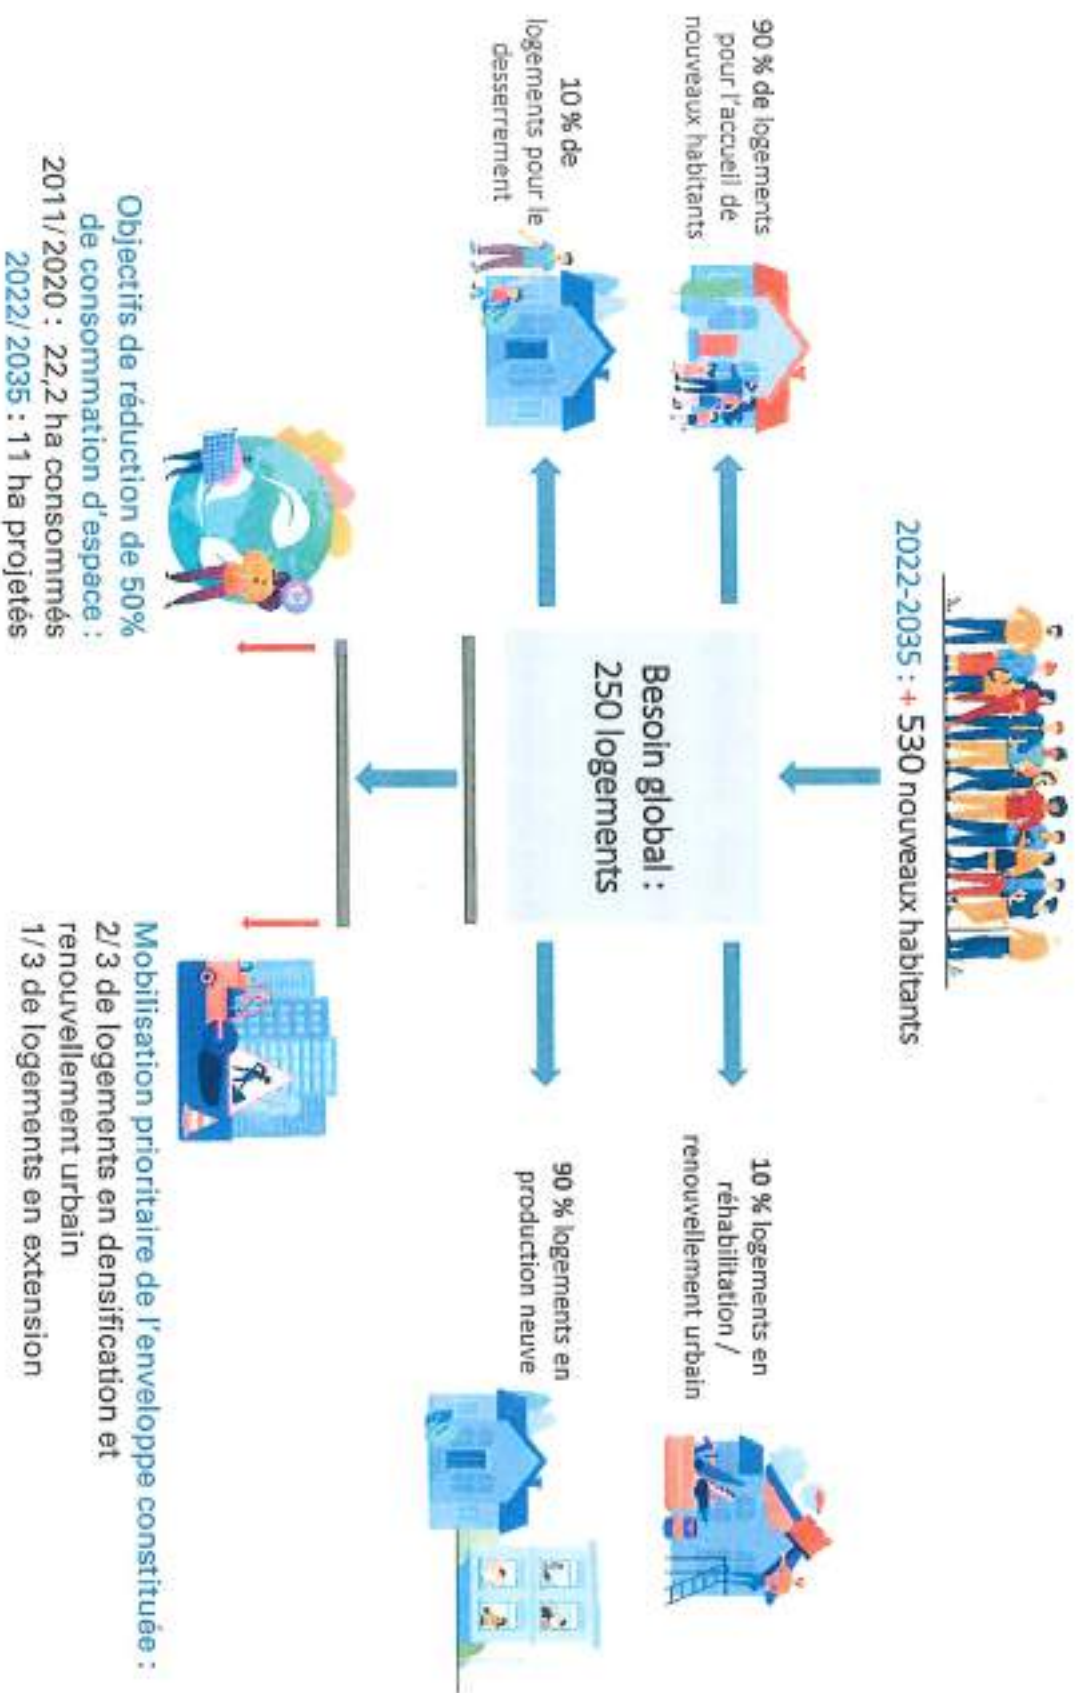 2022-2035 : + 530 nouveaux habitants
90 % de logements
pour l'accueil de
nouveaux habitants
10 % de
logements pour le
desserrement
Besoin global :
250 logements
10 % logements en
réhabilitation /
renouvellement urbain
90 % logements en
production neuve
Objectifs de réduction de 50%
de consommation d'espace :
2011/2020 : 22,2 ha consommés
2022/2035 : 11 ha projetés
Mobilisation prioritaire de l'enveloppe constituée :
2/3 de logements en densification et
renouvellement urbain
1/3 de logements en extension